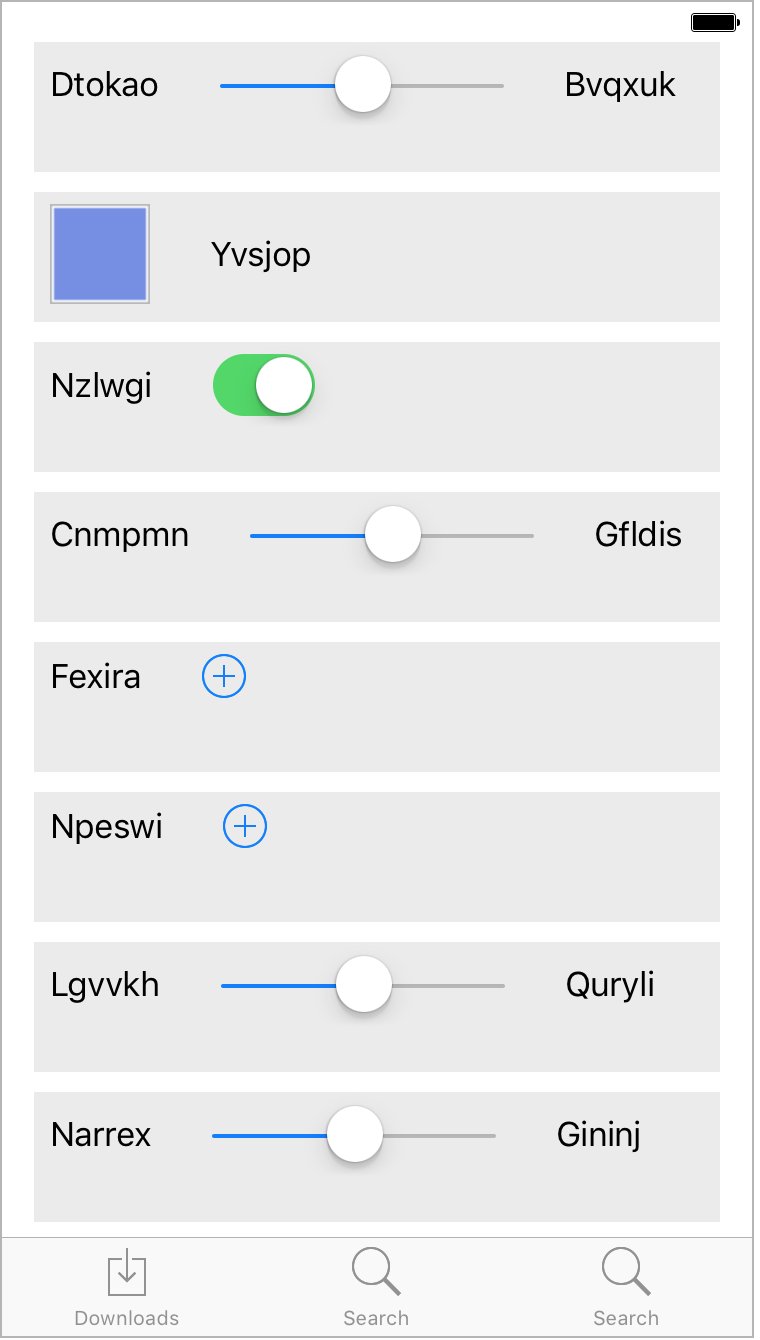 Dtokao Bvqxuk
Yvsjop
Nzlwgi
Cnmpmn Gfldis
Fexira
Npeswi
Lgvvkh Quryli
Narrex Gininj
Downloads Search Search